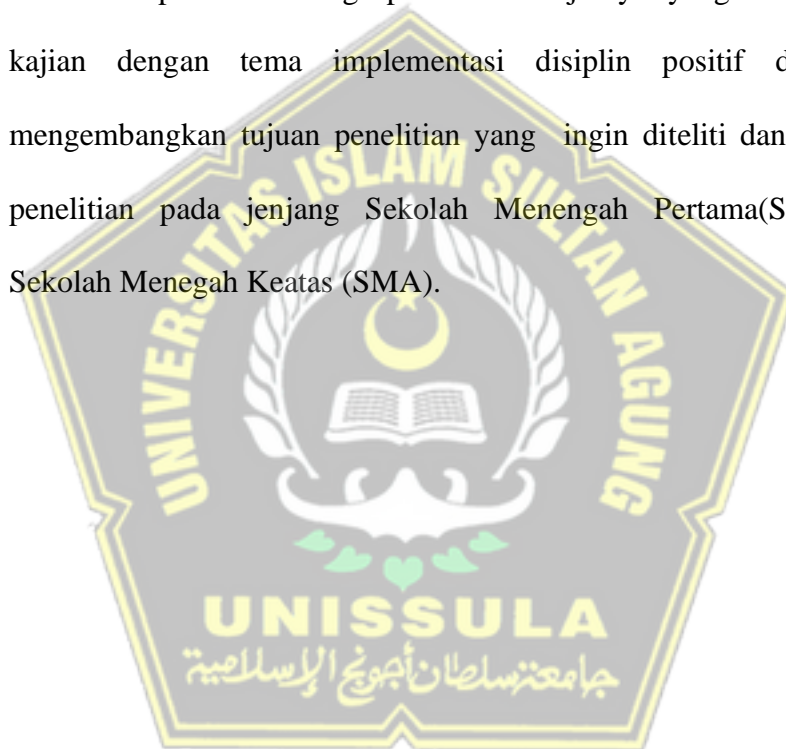 kajian dengan tema implementasi disiplin positif d
mengembangkan tujuan penelitian yang ingin diteliti dan
penelitian pada jenjang Sekolah Menengah Pertama(S
Sekolah Menegah Keatas (SMA).
UNIVERSITAS ISLAM SULTAN AGUNG
UNISSULA
جامعة سلطان أجونج الإسلامية